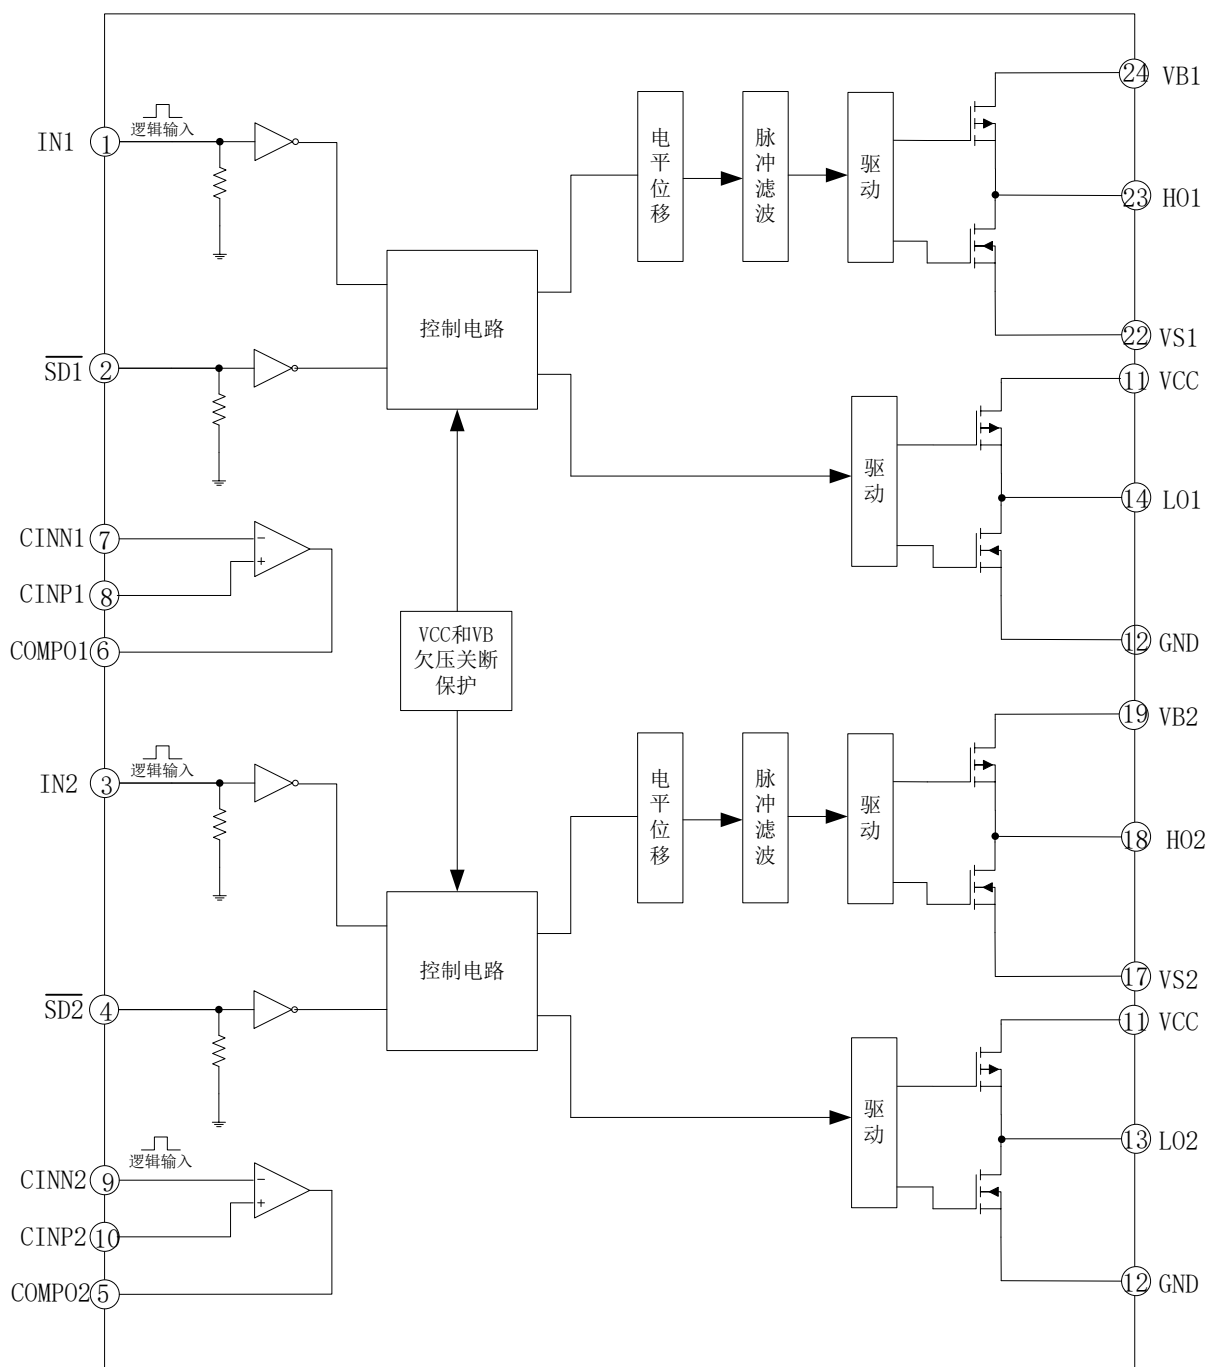 24 VB1
逻辑输入
IN1 1
电平位移
脉冲滤波
驱动
23 HO1
控制电路
22 VS1
SD1 2
11 VCC
驱动
14 LO1
CINN1 7
−
+
CINP1 8
COMPO1 6
VCC和VB
欠压关断
保护
12 GND
19 VB2
逻辑输入
IN2 3
电平位移
脉冲滤波
驱动
18 HO2
控制电路
17 VS2
SD2 4
11 VCC
驱动
13 LO2
逻辑输入
CINN2 9
−
+
CINP2 10
COMPO2 5
12 GND